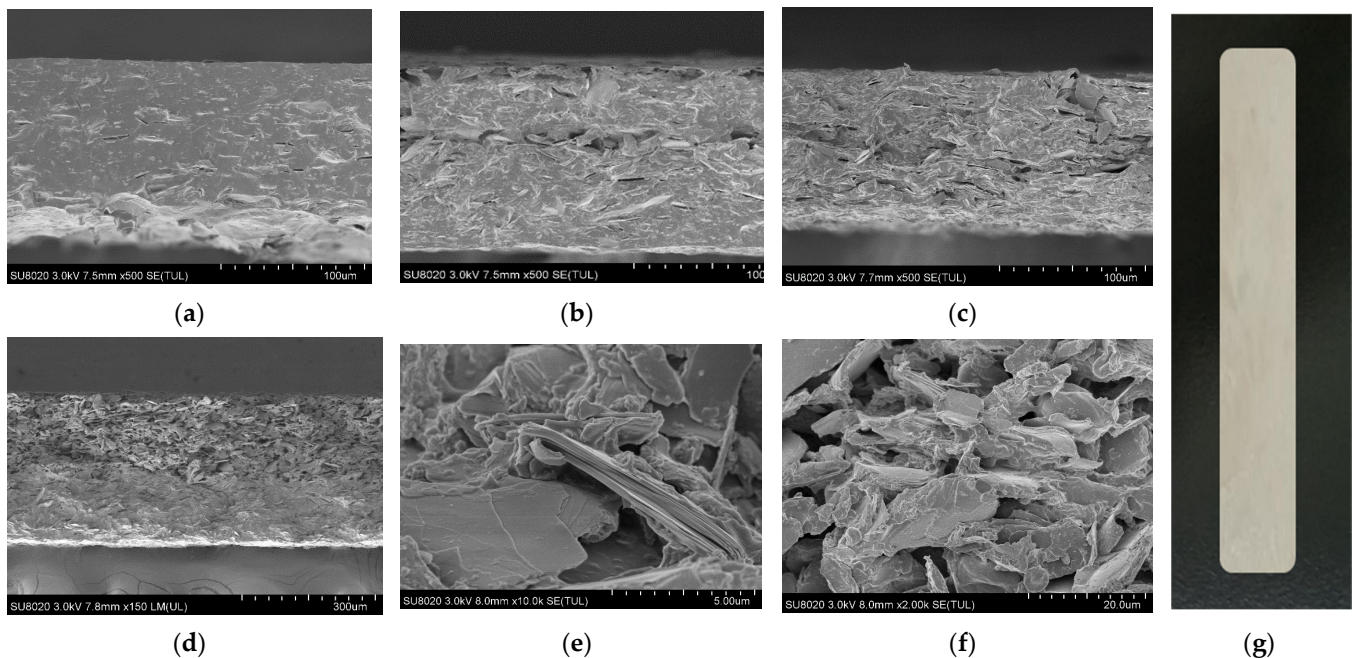 SU8020 3.0kV 7.5mm x500 SE(TUL) 100um
SU8020 3.0kV 7.5mm x500 SE(TUL) 100
SU8020 3.0kV 7.7mm x500 SE(TUL) 100um
(a)
(b)
(c)
SU8020 3.0kV 7.8mm x150 LM(UL) 300um
SU8020 3.0kV 8.0mm x10.0k SE(TUL) 5.00um
SU8020 3.0kV 8.0mm x2.00k SE(TUL) 20.0um
(d)
(e)
(f)
(g)